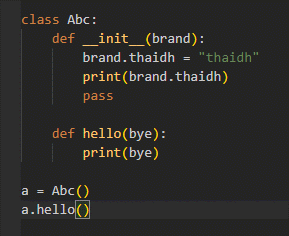 class Abc:
    def __init__(brand):
        brand.thaidh = "thaidh"
        print(brand.thaidh)
        pass

    def hello(bye):
        print(bye)

a = Abc()
a.hello()